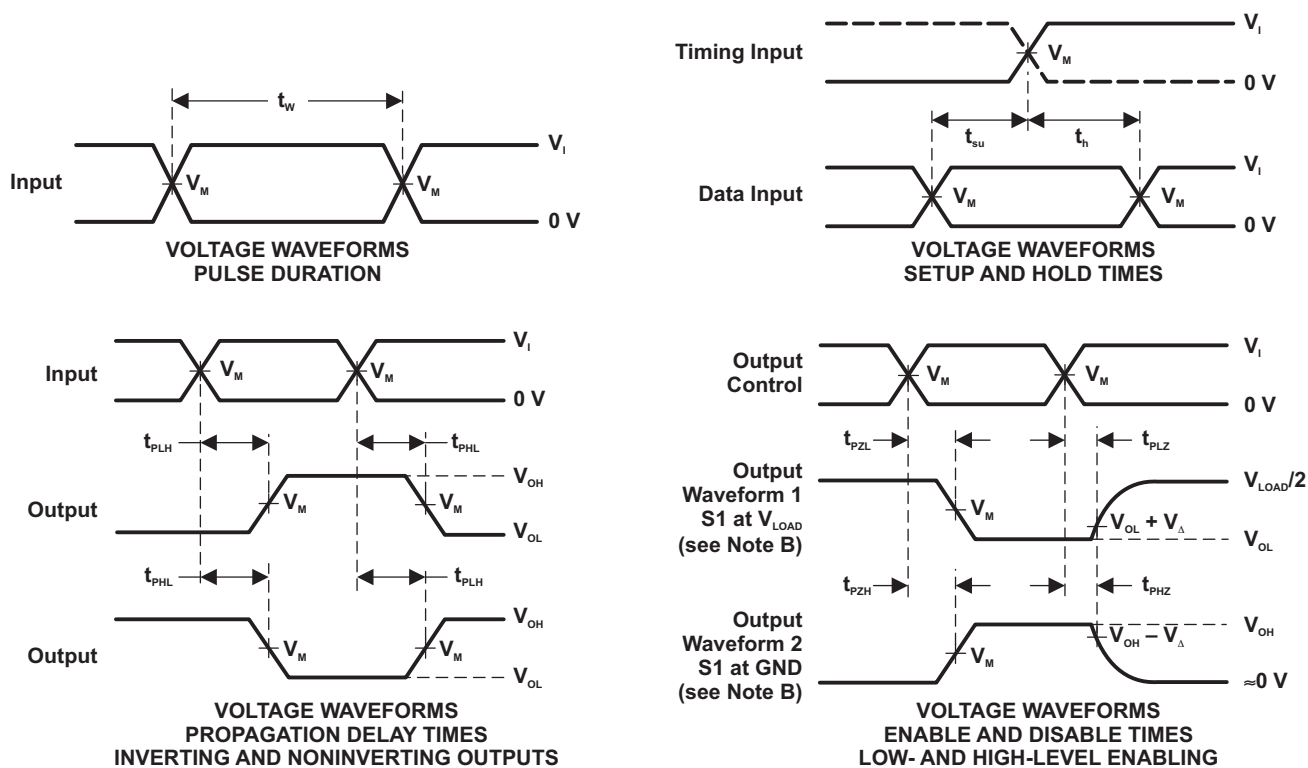 t_W
V_I
Input
V_M
V_M
0 V
VOLTAGE WAVEFORMS
PULSE DURATION
Timing Input
V_I
V_M
0 V
t_su
t_h
Data Input
V_I
V_M
V_M
0 V
VOLTAGE WAVEFORMS
SETUP AND HOLD TIMES
Input
V_I
V_M
V_M
0 V
t_PLH
t_PHL
Output
V_OH
V_M
V_M
V_OL
t_PHL
t_PLH
Output
V_OH
V_M
V_M
V_OL
VOLTAGE WAVEFORMS
PROPAGATION DELAY TIMES
INVERTING AND NONINVERTING OUTPUTS
Output
Control
V_I
V_M
V_M
0 V
t_PZL
t_PLZ
Output
Waveform 1
S1 at V_LOAD
(see Note B)
V_LOAD/2
V_M
V_OL + V_Δ
V_OL
t_PZH
t_PHZ
Output
Waveform 2
S1 at GND
(see Note B)
V_OH
V_OH – V_Δ
V_M
≈0 V
VOLTAGE WAVEFORMS
ENABLE AND DISABLE TIMES
LOW- AND HIGH-LEVEL ENABLING